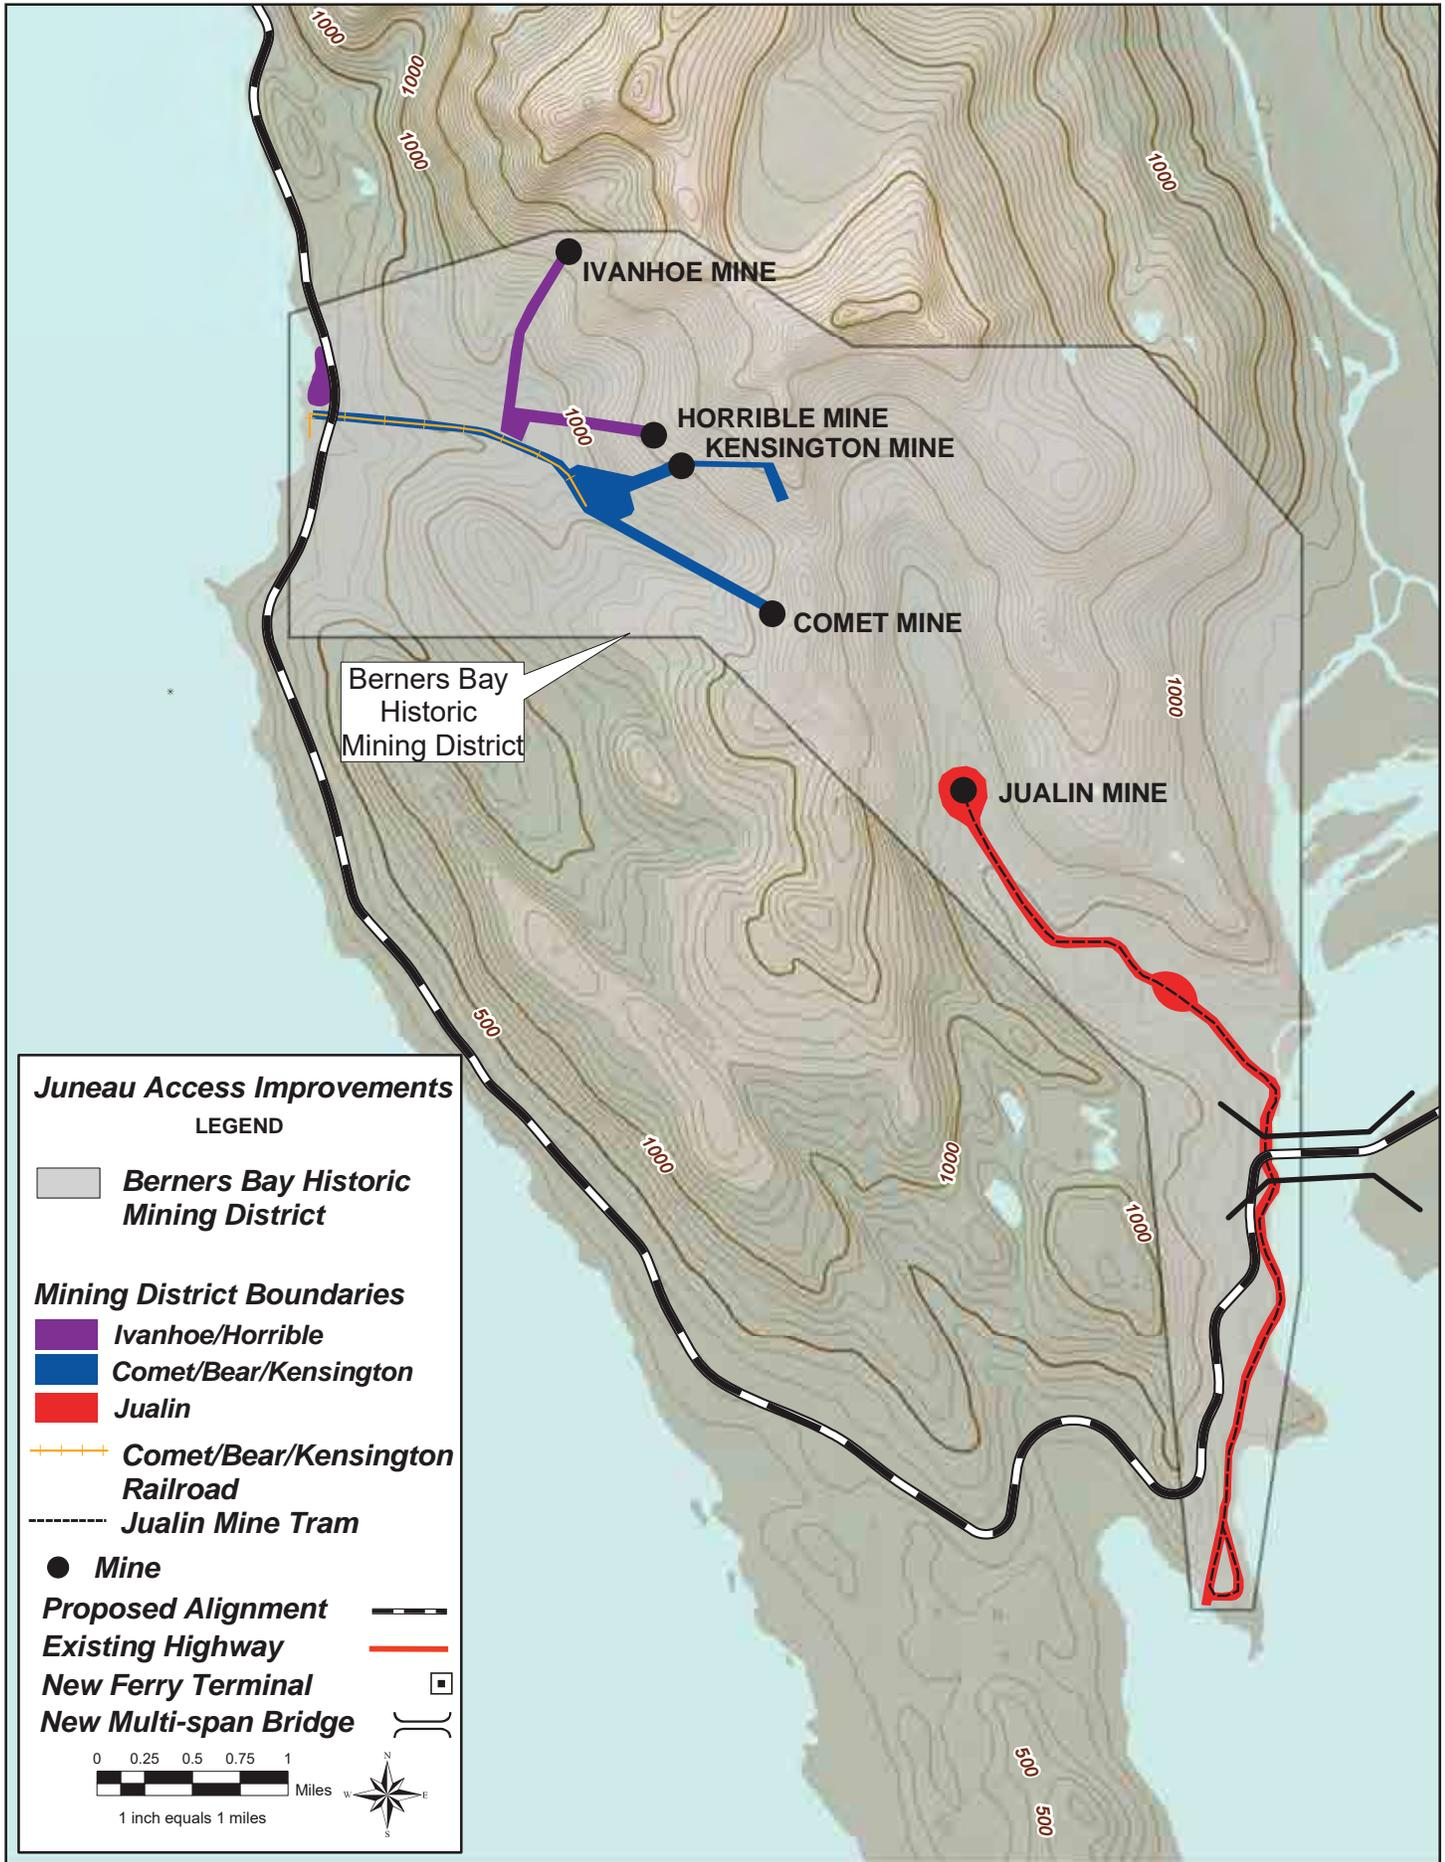 1000
1000
1000
1000
IVANHOE MINE
HORRIBLE MINE
1000
KENSINGTON MINE
COMET MINE
Berners Bay
Historic
Mining District
1000
JUALIN MINE
500
1000
1000
1000
500
500
Juneau Access Improvements
LEGEND
Berners Bay Historic
Mining District
Mining District Boundaries
Ivanhoe/Horrible
Comet/Bear/Kensington
Jualin
Comet/Bear/Kensington
Railroad
Jualin Mine Tram
Mine
Proposed Alignment
Existing Highway
New Ferry Terminal
New Multi-span Bridge
0 0.25 0.5 0.75 1
Miles
1 inch equals 1 miles
N
W E
S